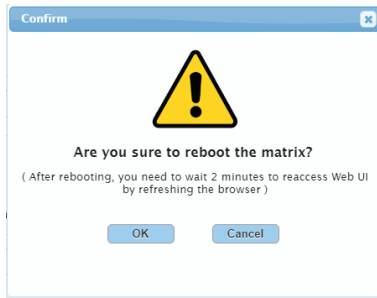 Confirm
Are you sure to reboot the matrix?
( After rebooting, you need to wait 2 minutes to reaccess Web UI
by refreshing the browser )
OK
Cancel